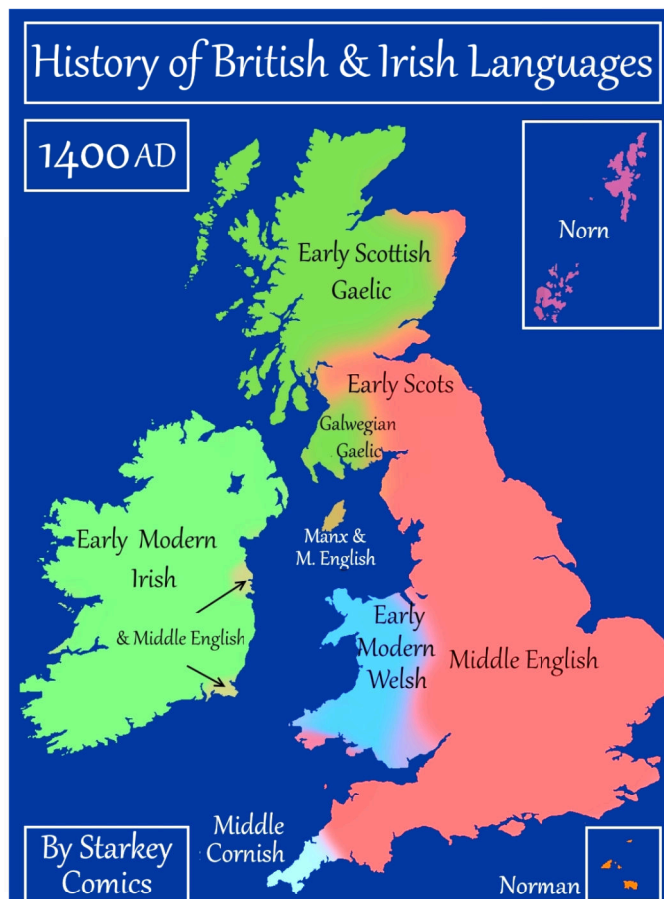 History of British & Irish Languages
1400 AD
Norn
Early Scottish
Gaelic
Early Scots
Galwegian
Gaelic
Manx &
M. English
Early Modern
Irish
& Middle English
Early
Modern
Welsh
Middle English
Middle
Cornish
By Starkey
Comics
Norman